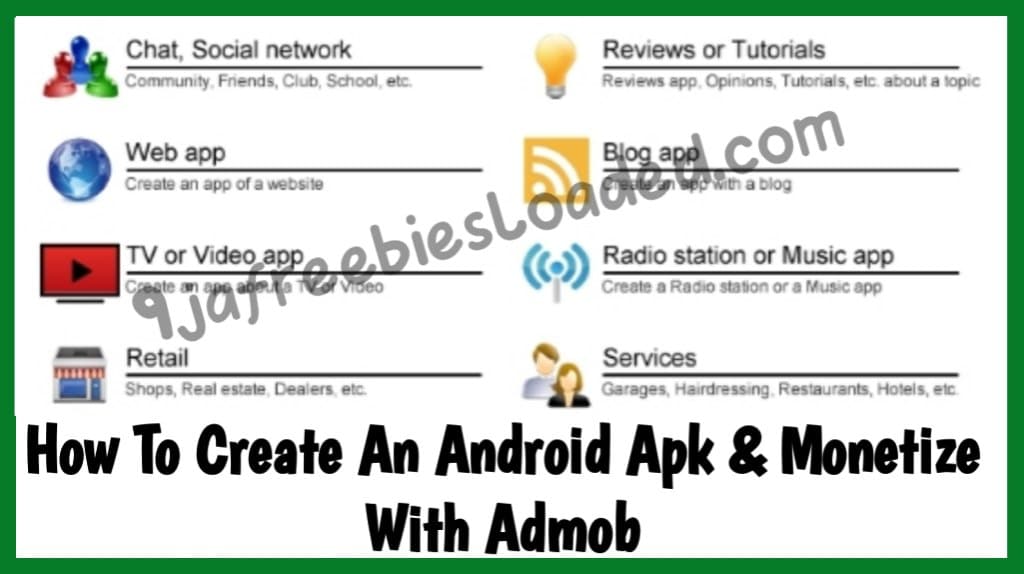 Chat, Social network
Community, Friends, Club, School, etc.
Reviews or Tutorials
Reviews app, Opinions, Tutorials, etc. about a topic
Web app
Create an app of a website
Blog app
Create an app with a blog
TV or Video app
Create an app about a TV or Video
Radio station or Music app
Create a Radio station or a Music app
9jafreebiesLoaded.com
Retail
Shops, Real estate, Dealers, etc.
Services
Garages, Hairdressing, Restaurants, Hotels, etc.
How To Create An Android Apk & Monetize
With Admob